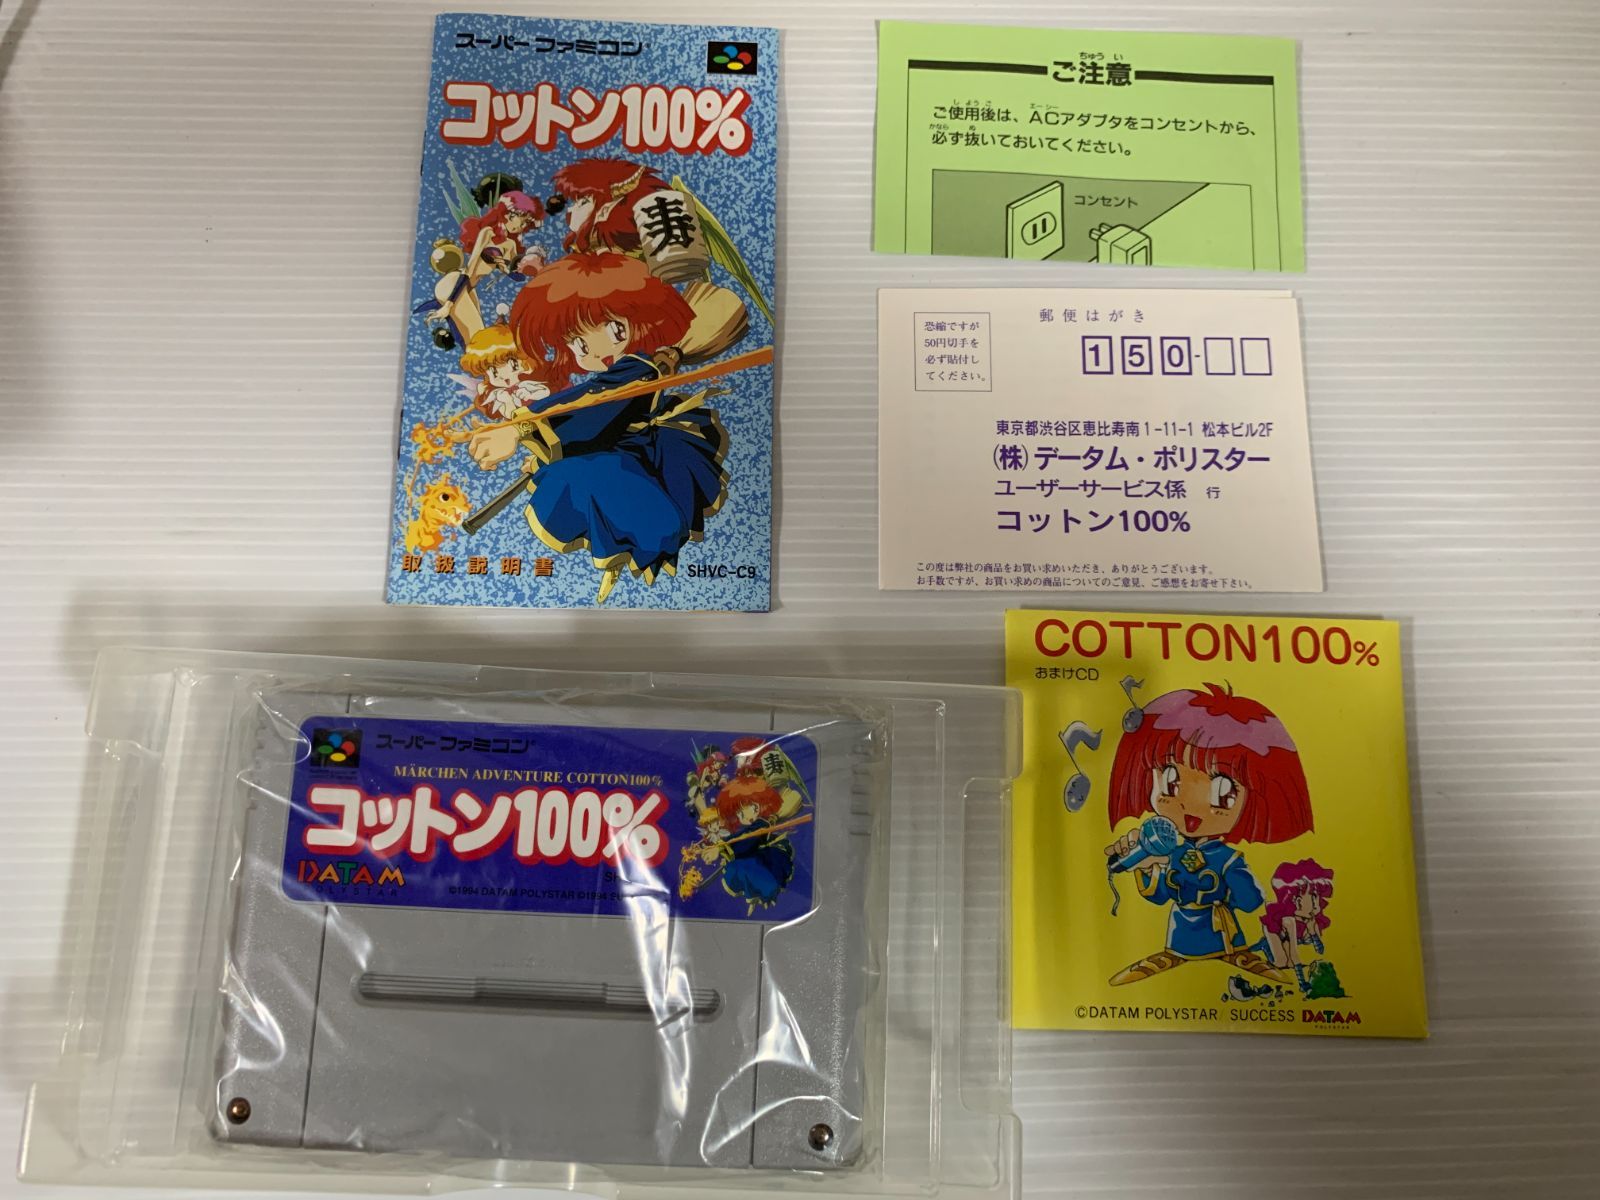 スーパーファミコン
コットン100%
寿
取扱説明書
SHVC-C9
ちゅうい
ご注意
しようご エーシー
ご使用後は、ACアダプタをコンセントから、
かなら ぬ
必ず抜いておいてください。
コンセント
郵便はがき
恐縮ですが
50円切手を
必ず貼付し
てください。
150-
東京都渋谷区恵比寿南1-11-1 松本ビル2F
(株)データム・ポリスター
ユーザーサービス係 行
コットン100%
この度は弊社の商品をお買い求めいただき、ありがとうございます。
お手数ですが、お買い求めの商品についてのご意見、ご感想をお寄せ下さい。
スーパーファミコン
MÄRCHEN ADVENTURE COTTON100%
コットン100%
寿
DATAM
POLYSTAR
SH
©1994 DATAM POLYSTAR ©1994 SU
COTTON100%
おまけCD
©DATAM POLYSTAR/SUCCESS DATAM
POLYSTAR